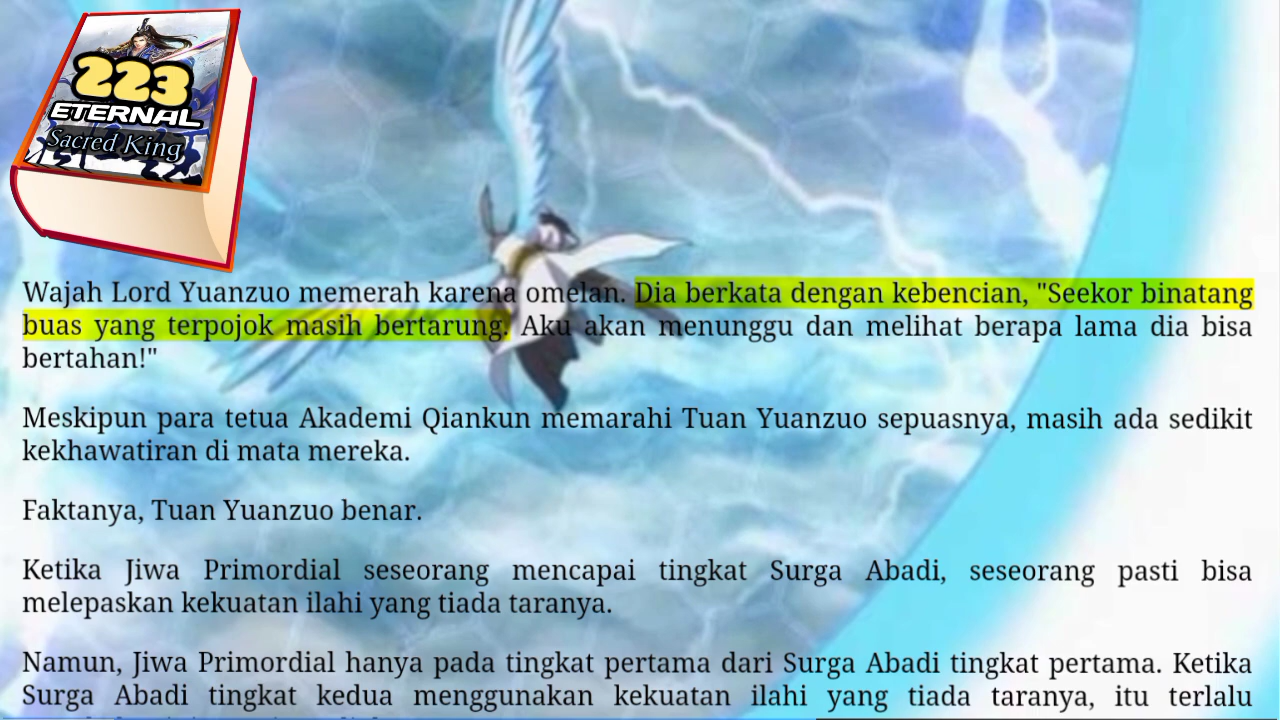 223
ETERNAL
Sacred King
Wajah Lord Yuanzuo memerah karena omelan. Dia berkata dengan kebencian, "Seekor binatang
buas yang terpojok masih bertarung. Aku akan menunggu dan melihat berapa lama dia bisa
bertahan!"
Meskipun para tetua Akademi Qiankun memarahi Tuan Yuanzuo sepuasnya, masih ada sedikit
kekhawatiran di mata mereka.
Faktanya, Tuan Yuanzuo benar.
Ketika Jiwa Primordial seseorang mencapai tingkat Surga Abadi, seseorang pasti bisa
melepaskan kekuatan ilahi yang tiada taranya.
Namun, Jiwa Primordial hanya pada tingkat pertama dari Surga Abadi tingkat pertama. Ketika
Surga Abadi tingkat kedua menggunakan kekuatan ilahi yang tiada taranya, itu terlalu